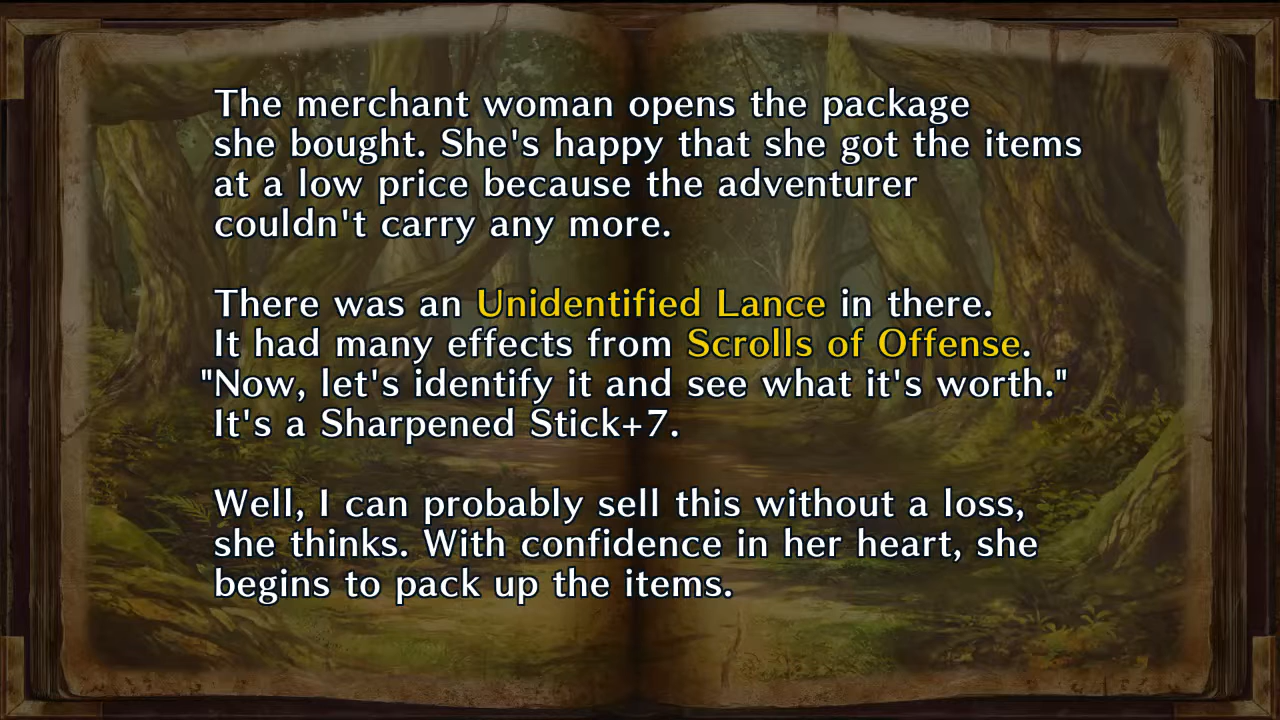 The merchant woman opens the package
she bought. She's happy that she got the items
at a low price because the adventurer
couldn't carry any more.
There was an Unidentified Lance in there.
It had many effects from Scrolls of Offense.
"Now, let's identify it and see what it's worth."
It's a Sharpened Stick+7.
Well, I can probably sell this without a loss,
she thinks. With confidence in her heart, she
begins to pack up the items.